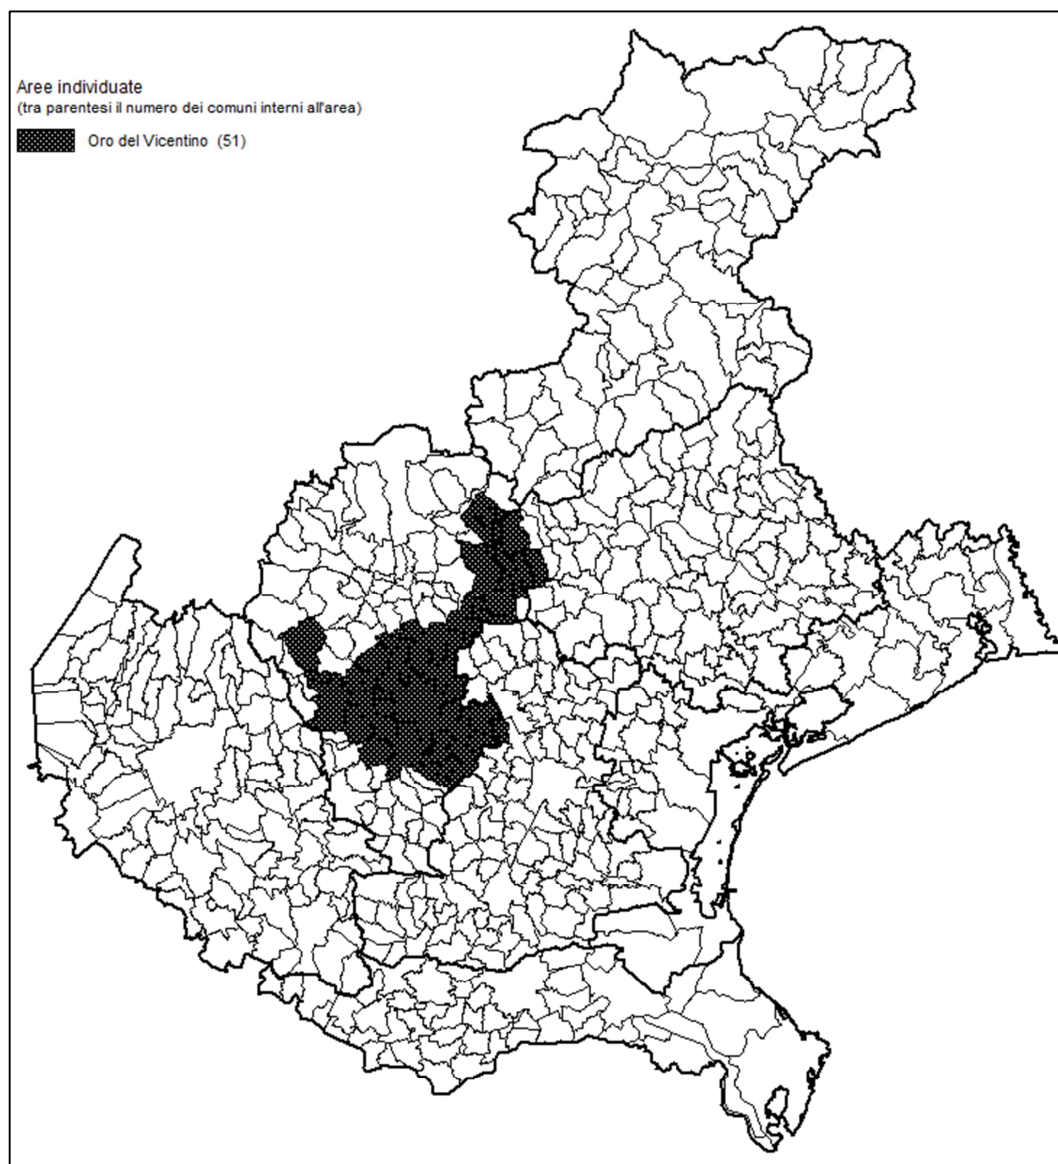 Aree individuate
(tra parentesi il numero dei comuni interni all'area)
Oro del Vicentino (51)